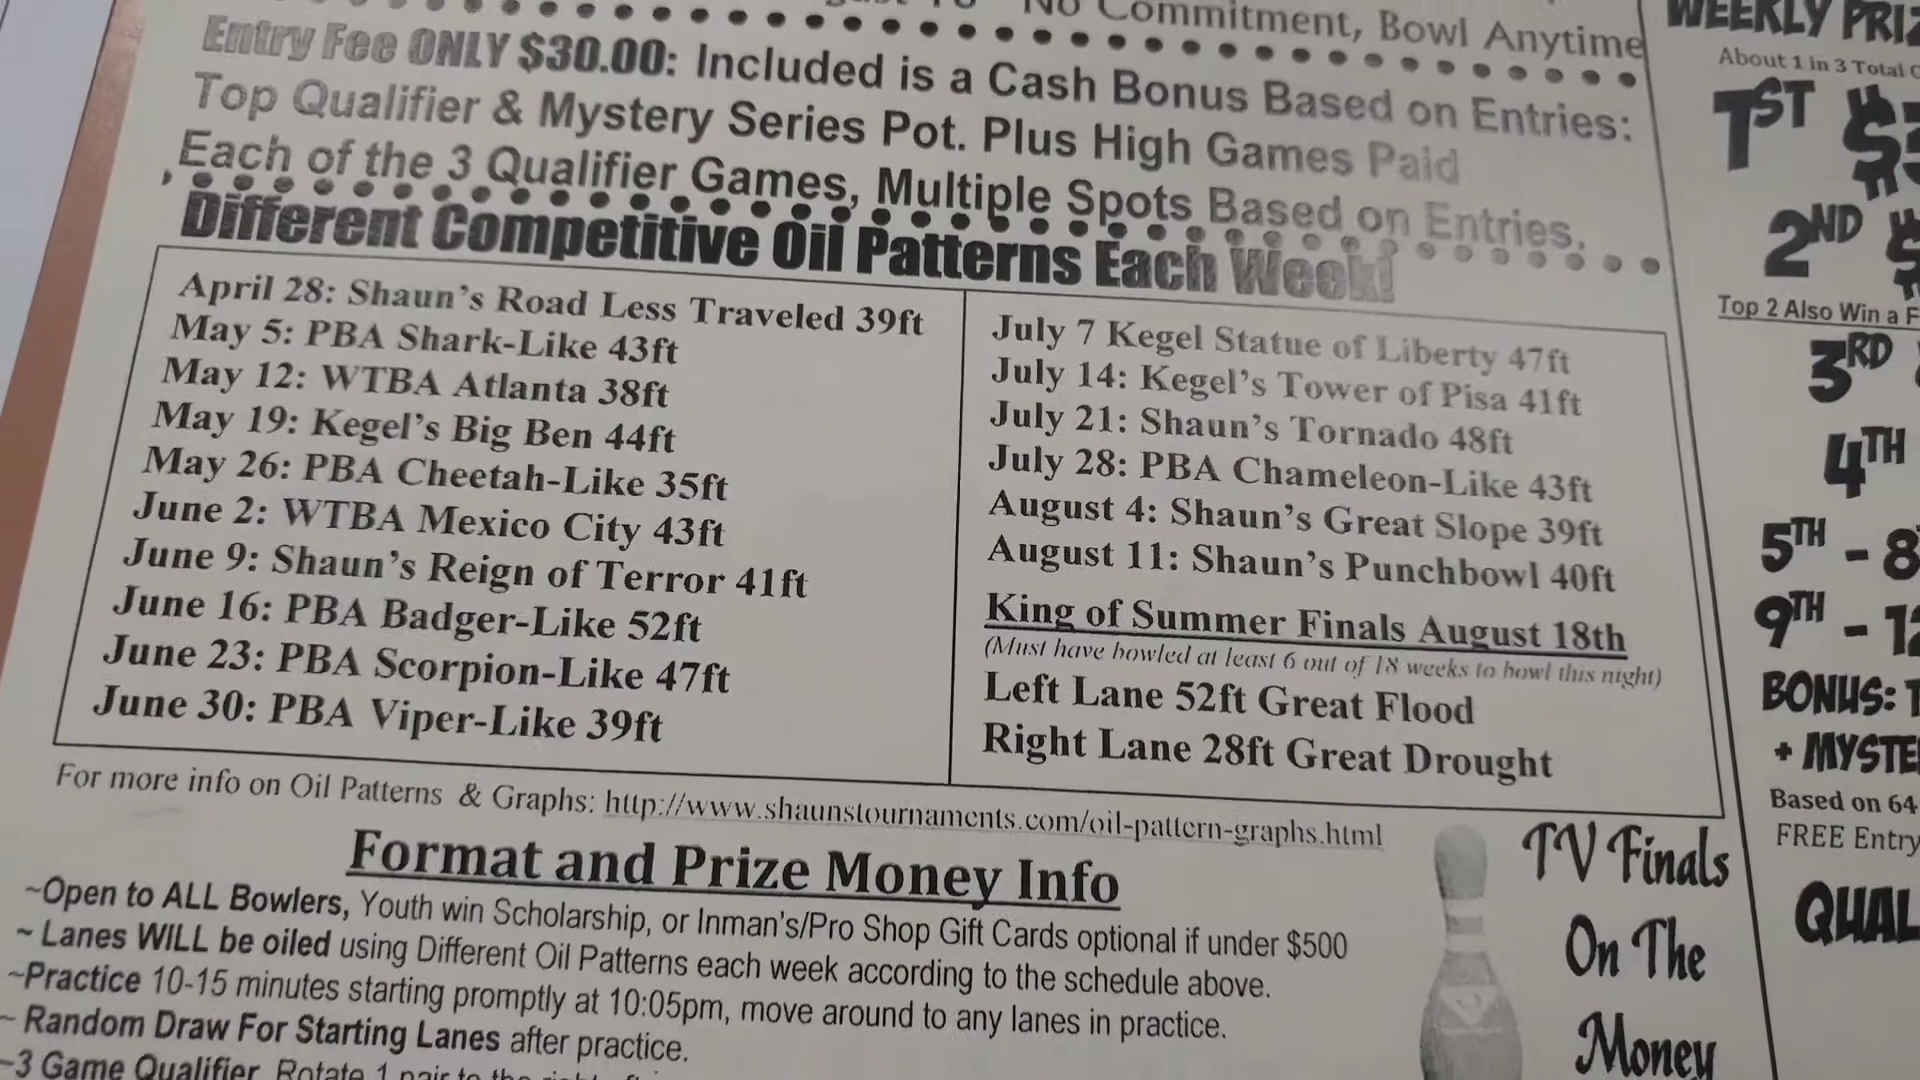 No Commitment, Bowl Anytime
Entry Fee ONLY $30.00: Included is a Cash Bonus Based on Entries:
Top Qualifier & Mystery Series Pot. Plus High Games Paid
Each of the 3 Qualifier Games, Multiple Spots Based on Entries.
Different Competitive Oil Patterns Each Week!
April 28: Shaun's Road Less Traveled 39ft
May 5: PBA Shark-Like 43ft
May 12: WTBA Atlanta 38ft
May 19: Kegel's Big Ben 44ft
May 26: PBA Cheetah-Like 35ft
June 2: WTBA Mexico City 43ft
June 9: Shaun's Reign of Terror 41ft
June 16: PBA Badger-Like 52ft
June 23: PBA Scorpion-Like 47ft
June 30: PBA Viper-Like 39ft
July 7 Kegel Statue of Liberty 47ft
July 14: Kegel's Tower of Pisa 41ft
July 21: Shaun's Tornado 48ft
July 28: PBA Chameleon-Like 43ft
August 4: Shaun's Great Slope 39ft
August 11: Shaun's Punchbowl 40ft
King of Summer Finals August 18th
(Must have bowled at least 6 out of 18 weeks to bowl this night)
Left Lane 52ft Great Flood
Right Lane 28ft Great Drought
For more info on Oil Patterns & Graphs: http://www.shaunstournaments.com/oil-pattern-graphs.html
Format and Prize Money Info
~Open to ALL Bowlers, Youth win Scholarship, or Inman's/Pro Shop Gift Cards optional if under $500
~ Lanes WILL be oiled using Different Oil Patterns each week according to the schedule above.
~Practice 10-15 minutes starting promptly at 10:05pm, move around to any lanes in practice.
~ Random Draw For Starting Lanes after practice.
~3 Game Qualifier Rotate 1 pair to the right
TV Finals
On The
Money
WEEKLY
About 1 in 3 Total
1ST
2ND
Top 2 Also Win a
3RD
4TH
5TH - 8
9TH - 12
BONUS:
+
Based on 64
FREE Entry